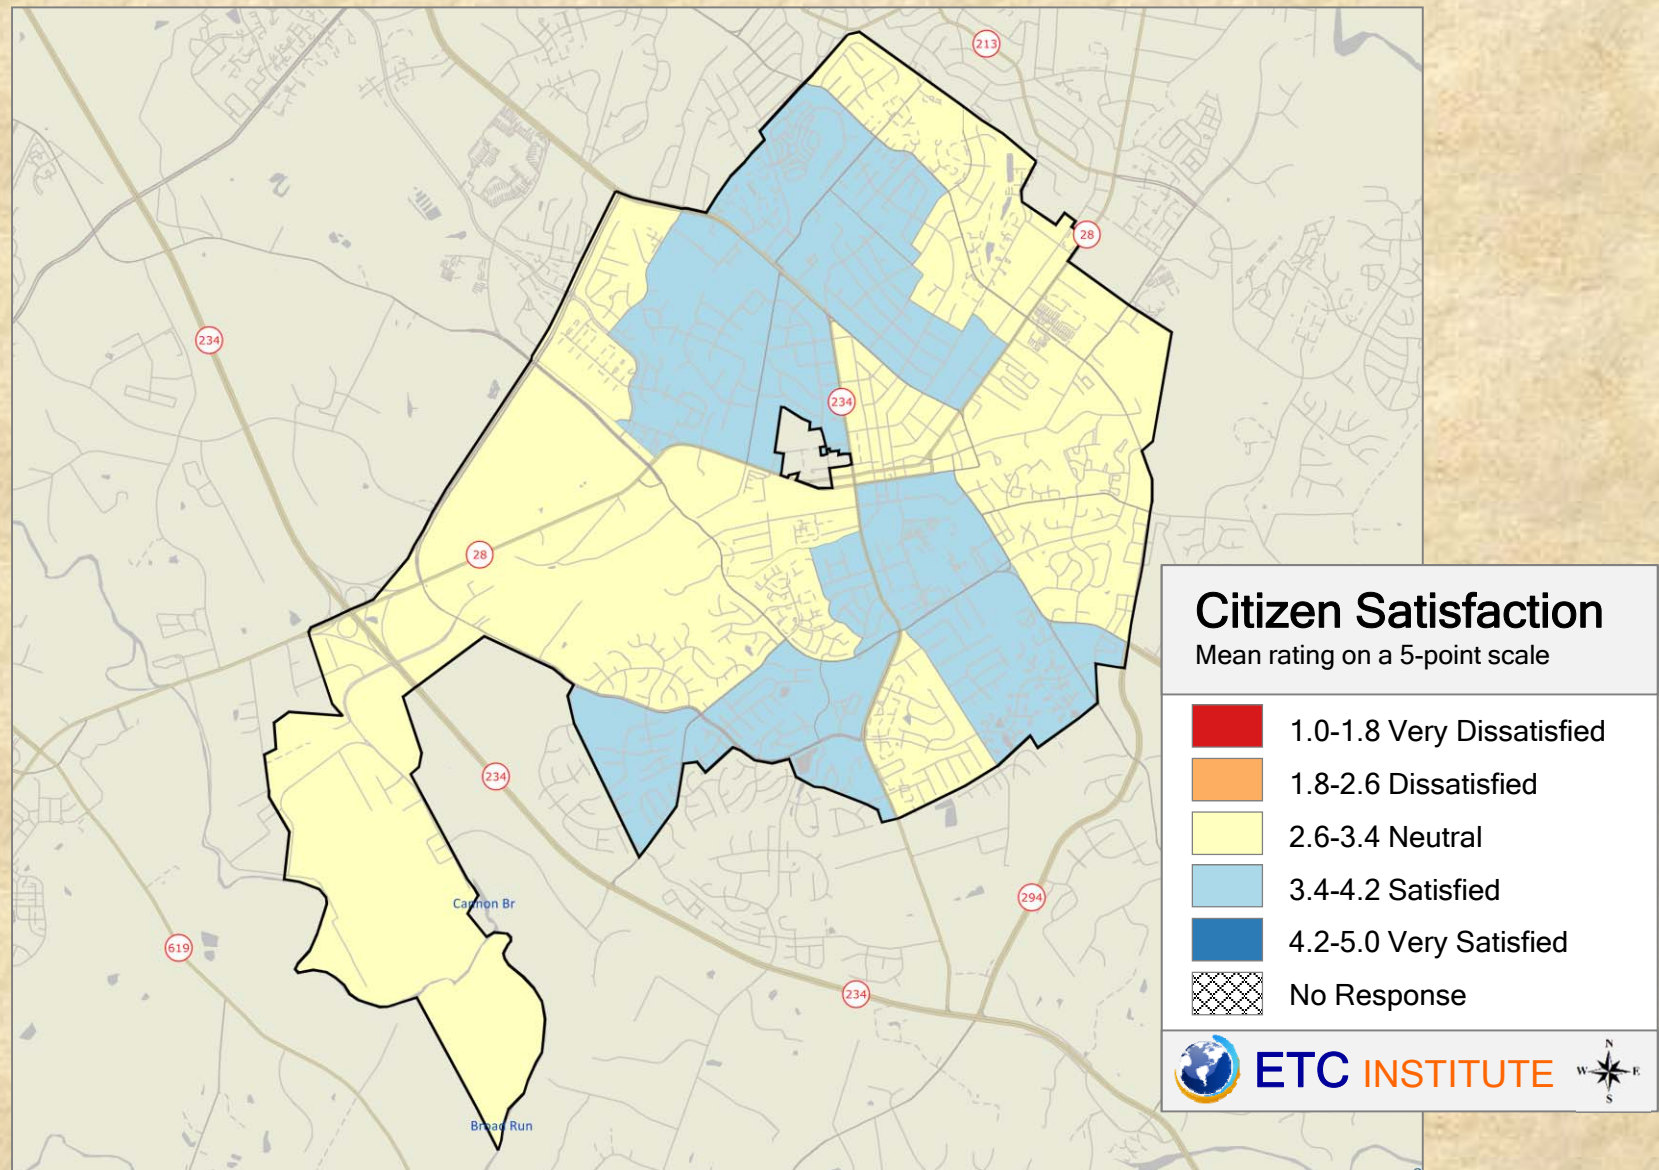 213
28
234
234
28
Citizen Satisfaction
Mean rating on a 5-point scale
1.0-1.8 Very Dissatisfied
1.8-2.6 Dissatisfied
2.6-3.4 Neutral
3.4-4.2 Satisfied
4.2-5.0 Very Satisfied
No Response
234
294
Cannon Br
619
234
ETC INSTITUTE
N
W E
S
Broad Run